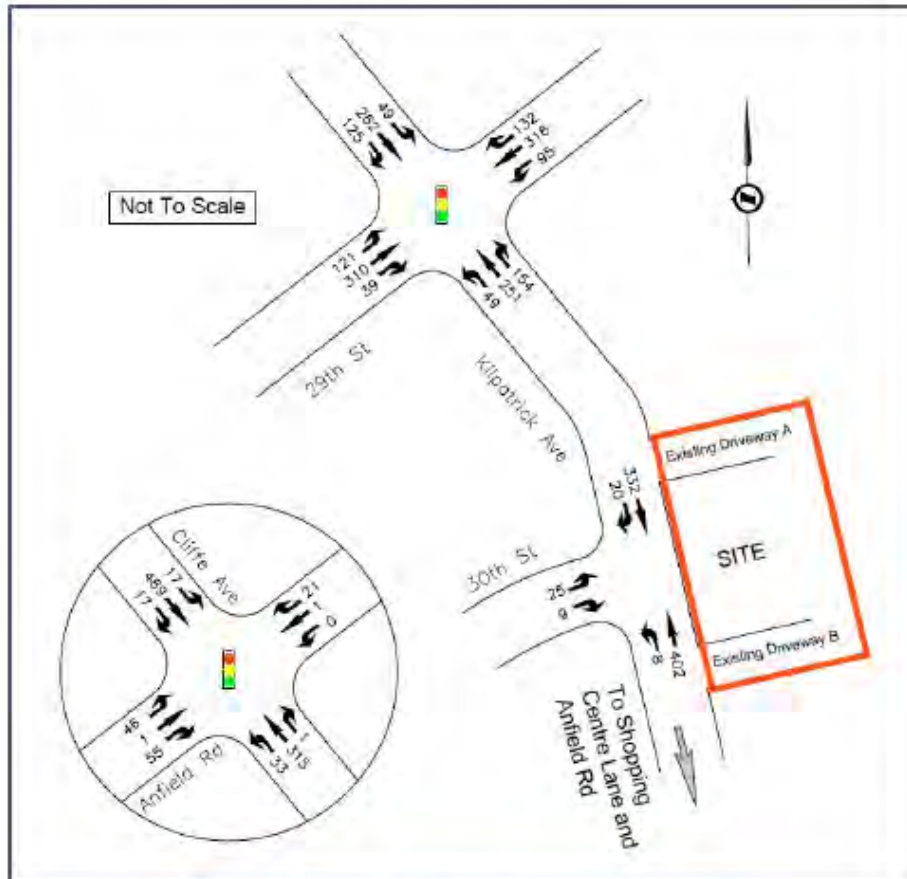 49
262
125
132
316
95
Not To Scale
121
310
39
164
251
49
29th St
Kilpatrick Ave
Existing Driveway A
332
20
SITE
30th St
25
9
Existing Driveway B
8
402
To Shopping
Centre Lane and
Anfield Rd
Cliffe Ave
17
469
17
21
1
0
46
1
55
Anfield Rd
1
315
33